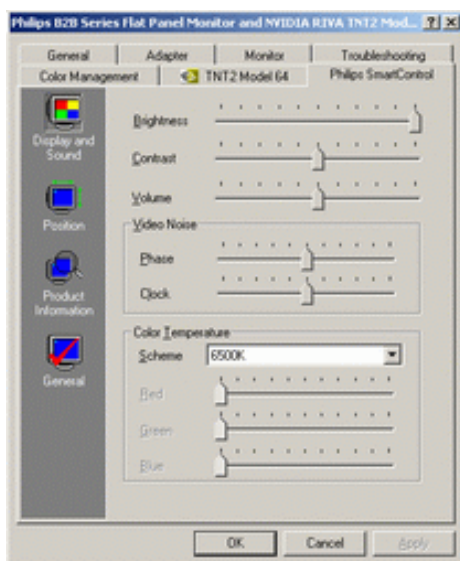 Philips B2B Series Flat Panel Monitor and NVIDIA RIVA TNT2 Mod...
General Adapter Monitor Troubleshooting
Color Management TNT2 Model 64 Philips SmartControl
Display and
Sound
Position
Product
Information
General
Brightness
Contrast
Volume
Video Noise
Phase
Clock
Color Temperature
Scheme 6500K
Red
Green
Blue
OK Cancel Apply